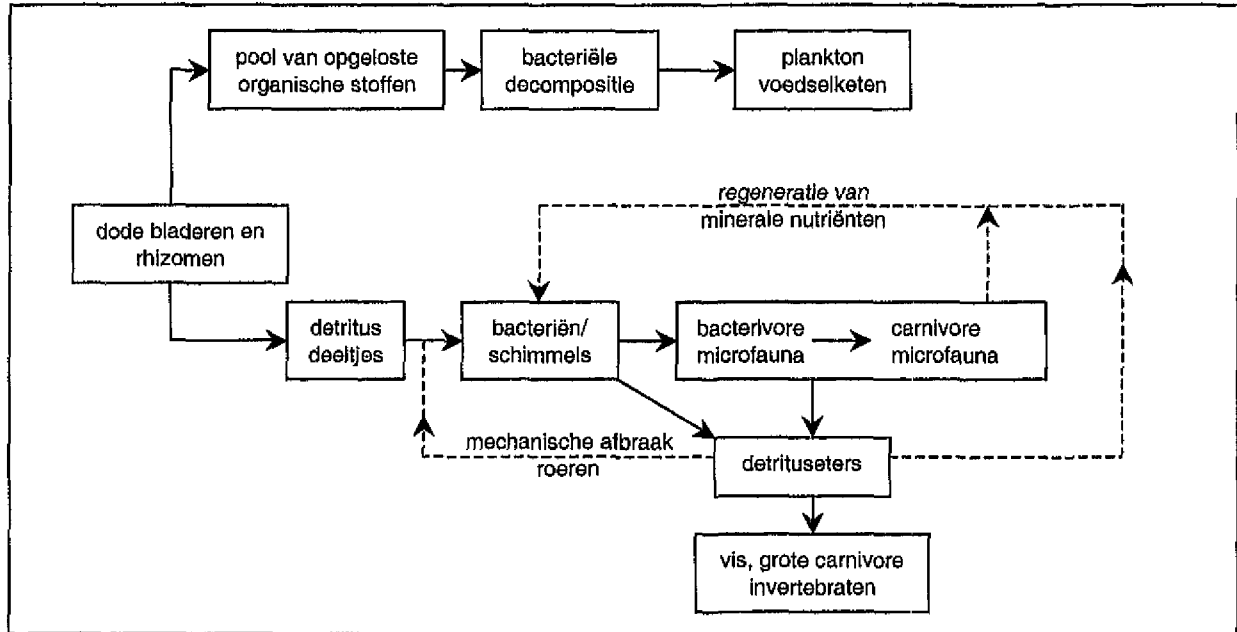 pool van opgeloste
organische stoffen
bacteriële
decompositie
plankton
voedselketen
dode bladeren en
rhizomen
regeneratie van
minerale nutriënten
detritus
deeltjes
bacteriën/
schimmels
bacterivore
microfauna
carnivore
microfauna
mechanische afbraak
roeren
detrituseters
vis, grote carnivore
invertebraten